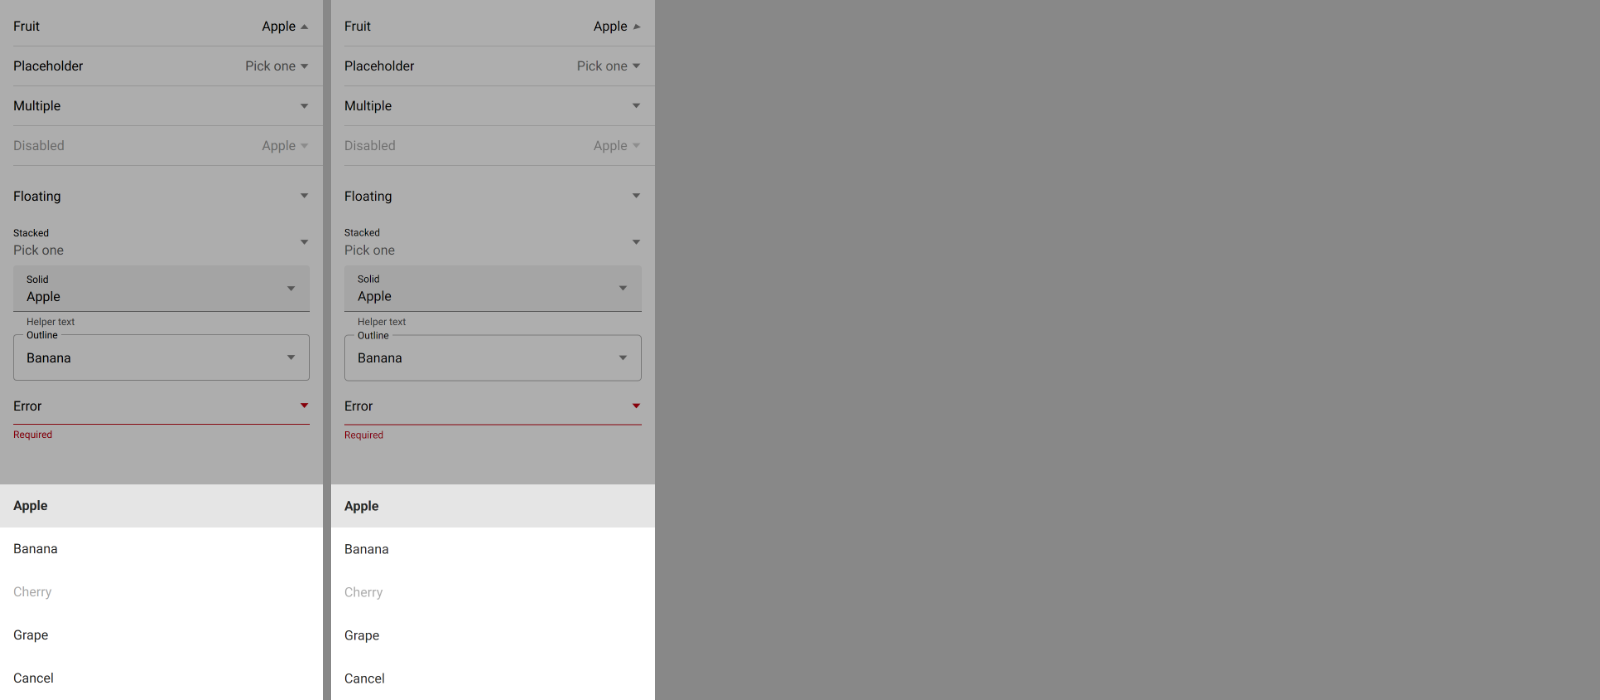 Fruit Apple
Placeholder Pick one
Multiple
Disabled Apple
Floating
Stacked
Pick one
Solid
Apple
Helper text
Outline
Banana
Error
Required
Apple
Banana
Cherry
Grape
Cancel
Fruit Apple
Placeholder Pick one
Multiple
Disabled Apple
Floating
Stacked
Pick one
Solid
Apple
Helper text
Outline
Banana
Error
Required
Apple
Banana
Cherry
Grape
Cancel